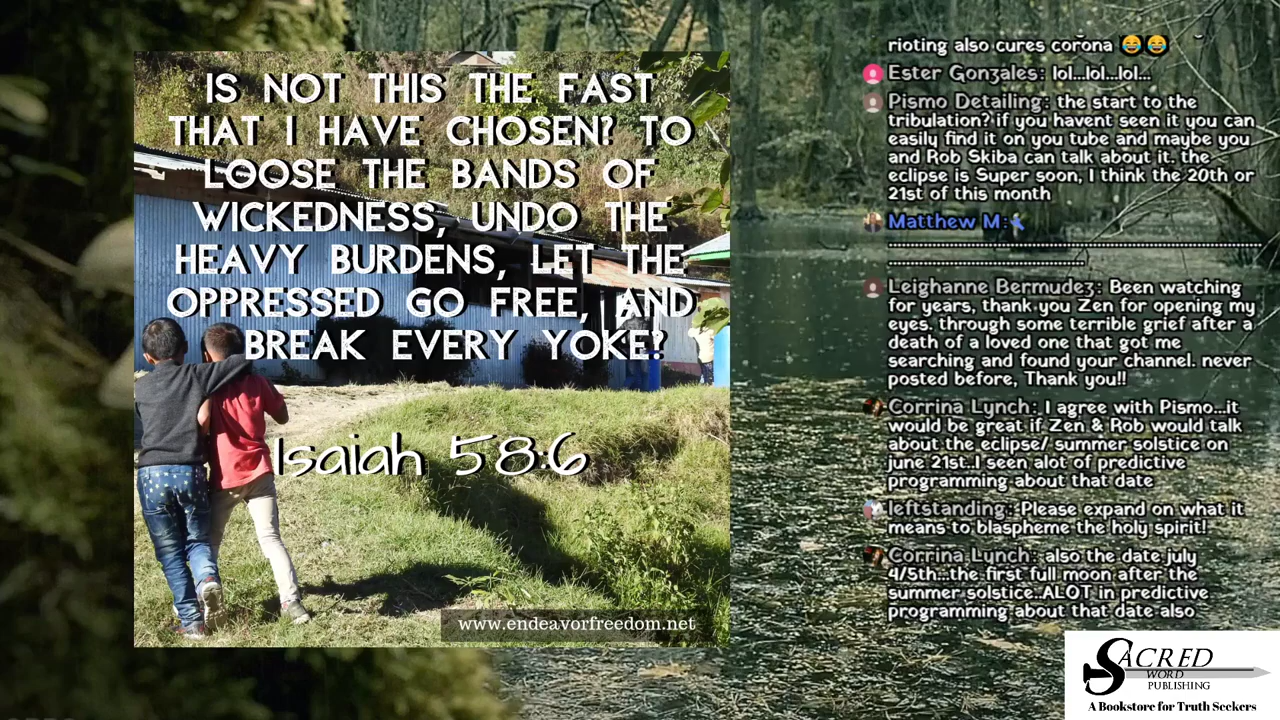 IS NOT THIS THE FAST
THAT I HAVE CHOSEN? TO
LOOSE THE BANDS OF
WICKEDNESS, UNDO THE
HEAVY BURDENS, LET THE
OPPRESSED GO FREE, AND
BREAK EVERY YOKE?
Isaiah 58:6
www.endeavorfreedom.net
rioting also cures corona 😂😂
Ester Gonzales: lol...lol...lol...
Pismo Detailing: the start to the
tribulation? if you havent seen it you can
easily find it on you tube and maybe you
and Rob Skiba can talk about it. the
eclipse is Super soon, I think the 20th or
21st of this month
Matthew M:
Leighanne Bermudez: Been watching
for years, thank you Zen for opening my
eyes. through some terrible grief after a
death of a loved one that got me
searching and found your channel. never
posted before, Thank you!!
Corrina Lynch: I agree with Pismo...it
would be great if Zen & Rob would talk
about the eclipse/ summer solstice on
june 21st..I seen alot of predictive
programming about that date
leftstanding: Please expand on what it
means to blaspheme the holy spirit!
Corrina Lynch: also the date july
4/5th...the first full moon after the
summer solstice..ALOT in predictive
programming about that date also
SACRED
WORD
PUBLISHING
A Bookstore for Truth Seekers